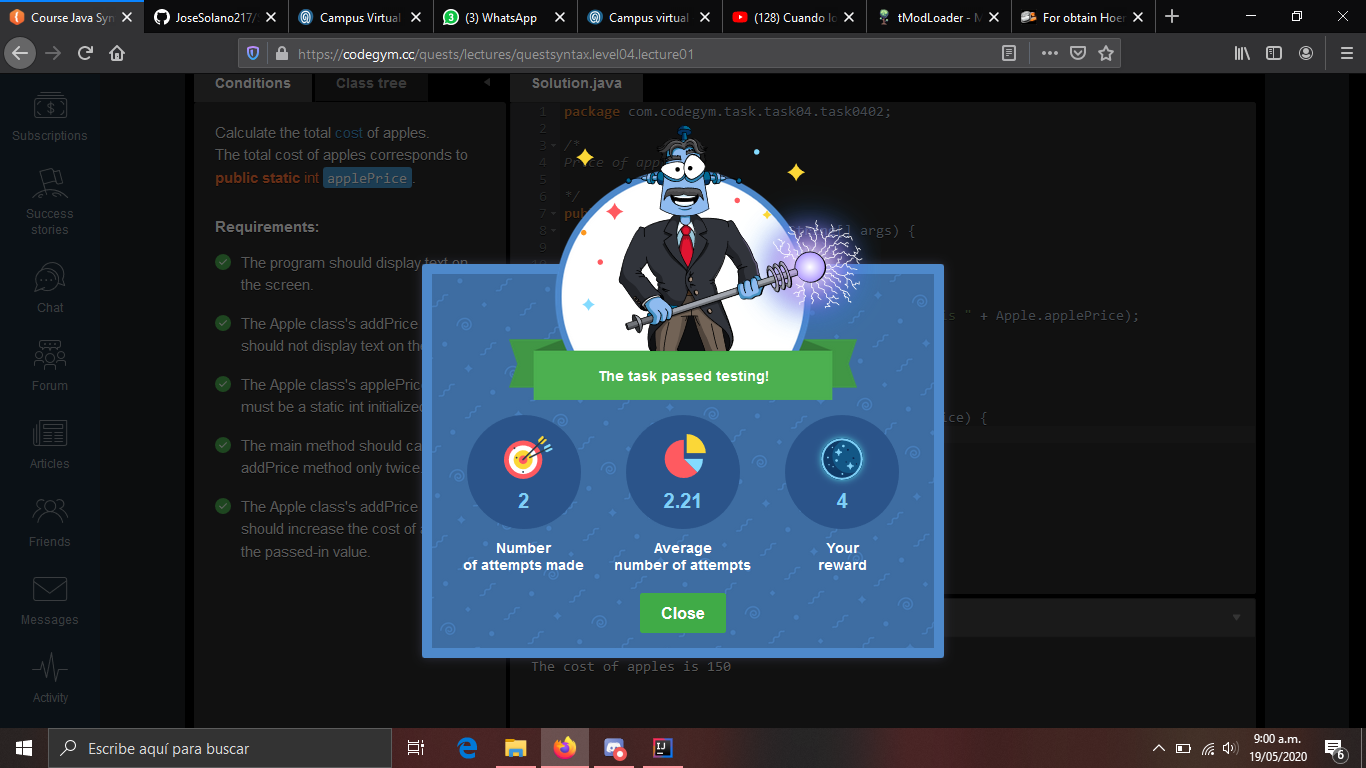 Course Java Syn
JoseSolano217/
Campus Virtual
(3) WhatsApp
Campus virtual
(128) Cuando lo
tModLoader - M
For obtain Hoer
https://codegym.cc/quests/lectures/questsyntax.level04.lecture01
Subscriptions
Success
stories
Chat
Forum
Articles
Friends
Messages
Activity
Conditions
Class tree
Calculate the total cost of apples.
The total cost of apples corresponds to
public static int applePrice.
Requirements:
The program should display text on
the screen.
The Apple class's addPrice
should not display text on the
The Apple class's applePric
must be a static int initialized
The main method should ca
addPrice method only twice.
The Apple class's addPrice
should increase the cost of a
the passed-in value.
Solution.java
1 package com.codegym.task.task04.task0402;
2
3 /*
4 Price of app
5
6 */
7 pu
8 args) {
9
is " + Apple.applePrice);
ice) {
The task passed testing!
2
Number
of attempts made
2.21
Average
number of attempts
4
Your
reward
Close
The cost of apples is 150
Escribe aquí para buscar
9:00 a.m.
19/05/2020
6